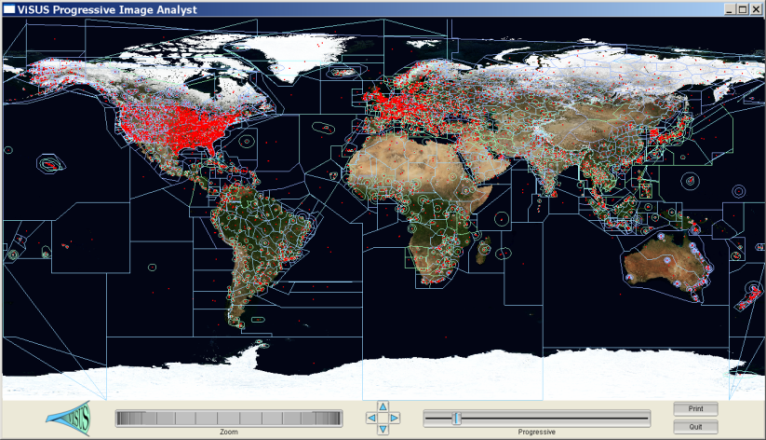 ViSUS Progressive Image Analyst
ViSUS
Zoom
Progressive
Print
Quit